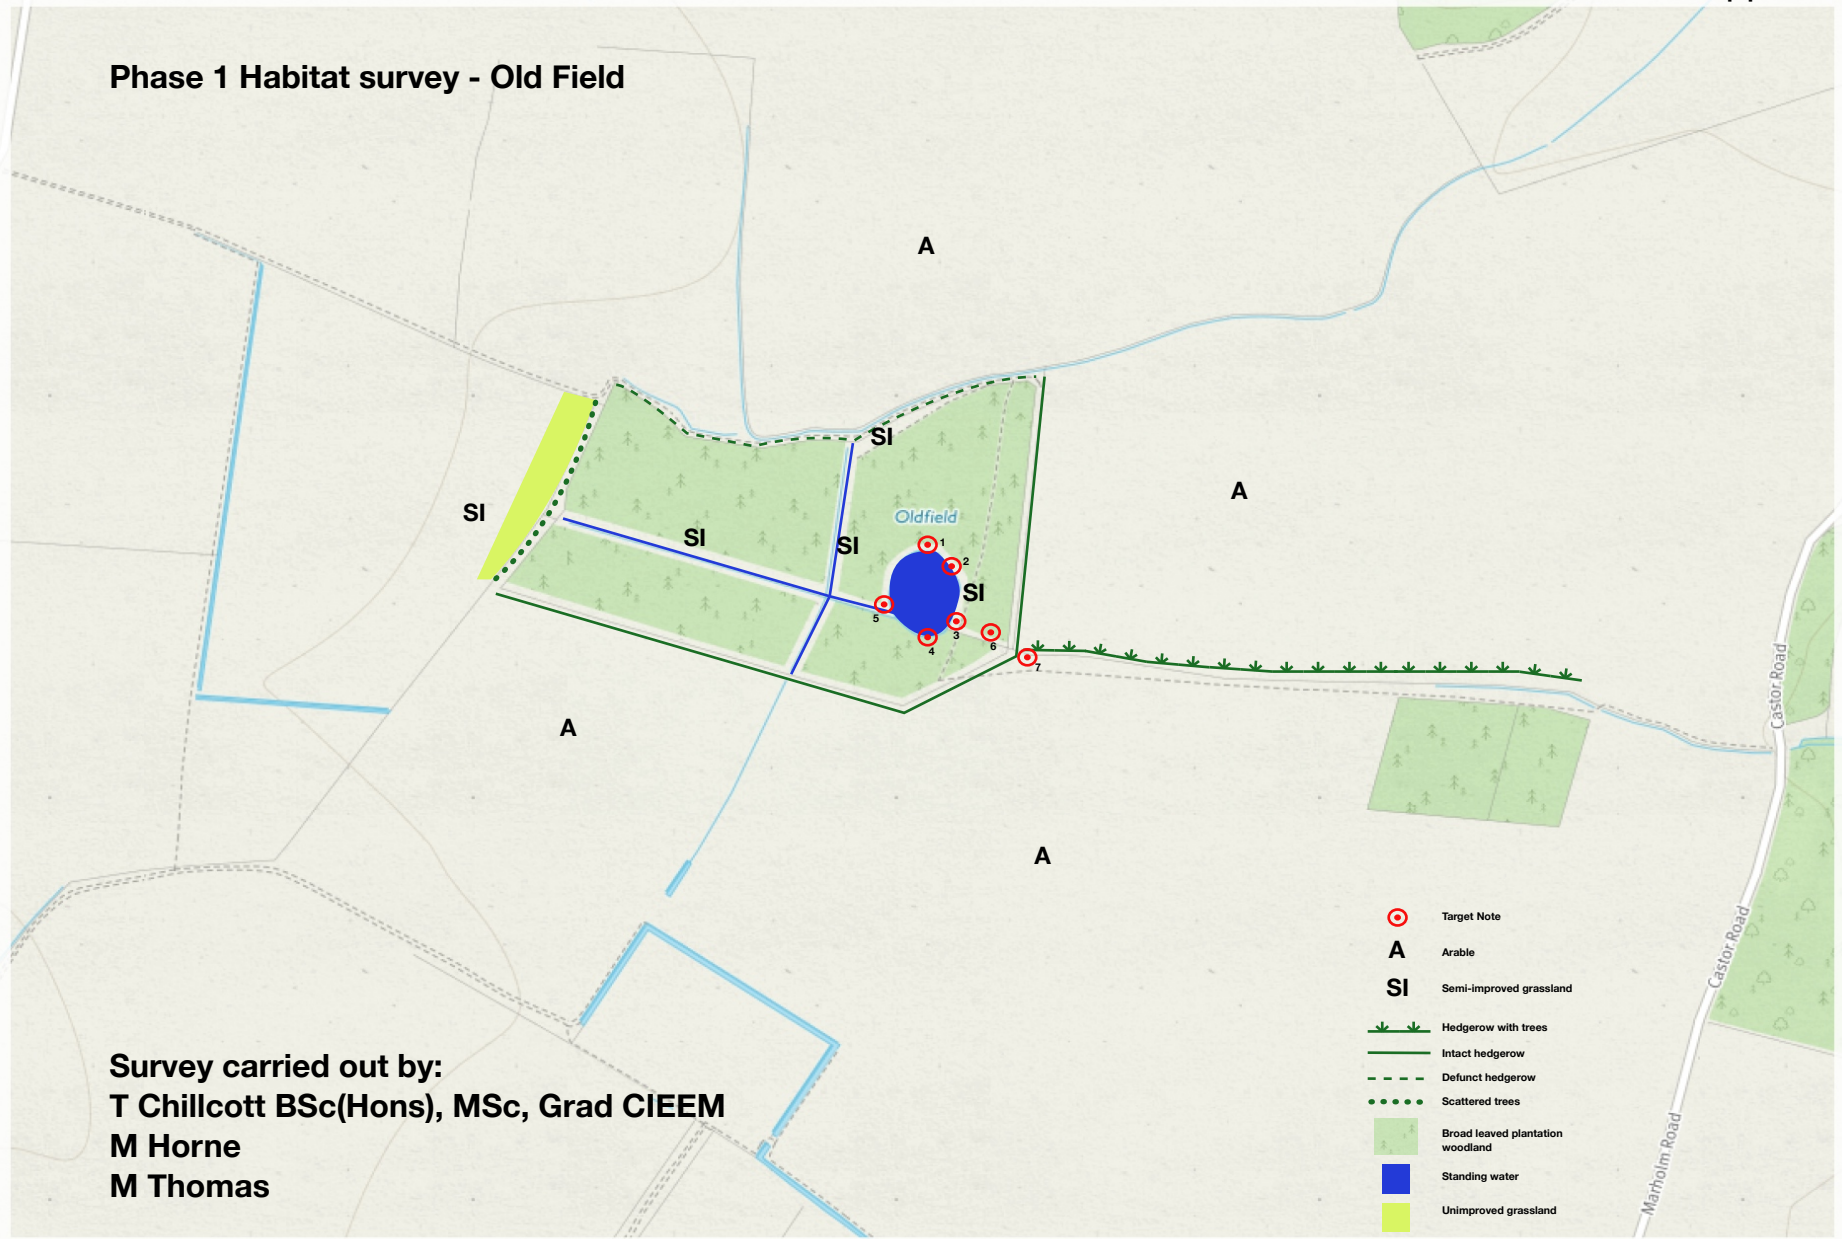 Phase 1 Habitat survey - Old Field
A
SI
SI
A
SI
Oldfield
SI
1
2
SI
5
3
4
6
7
A
A
Castor Road
Castor Road
Marholm Road
Target Note
A
Arable
SI
Semi-improved grassland
Hedgerow with trees
Intact hedgerow
Defunct hedgerow
Scattered trees
Broad leaved plantation
woodland
Standing water
Unimproved grassland
Survey carried out by:
T Chillcott BSc(Hons), MSc, Grad CIEEM
M Horne
M Thomas